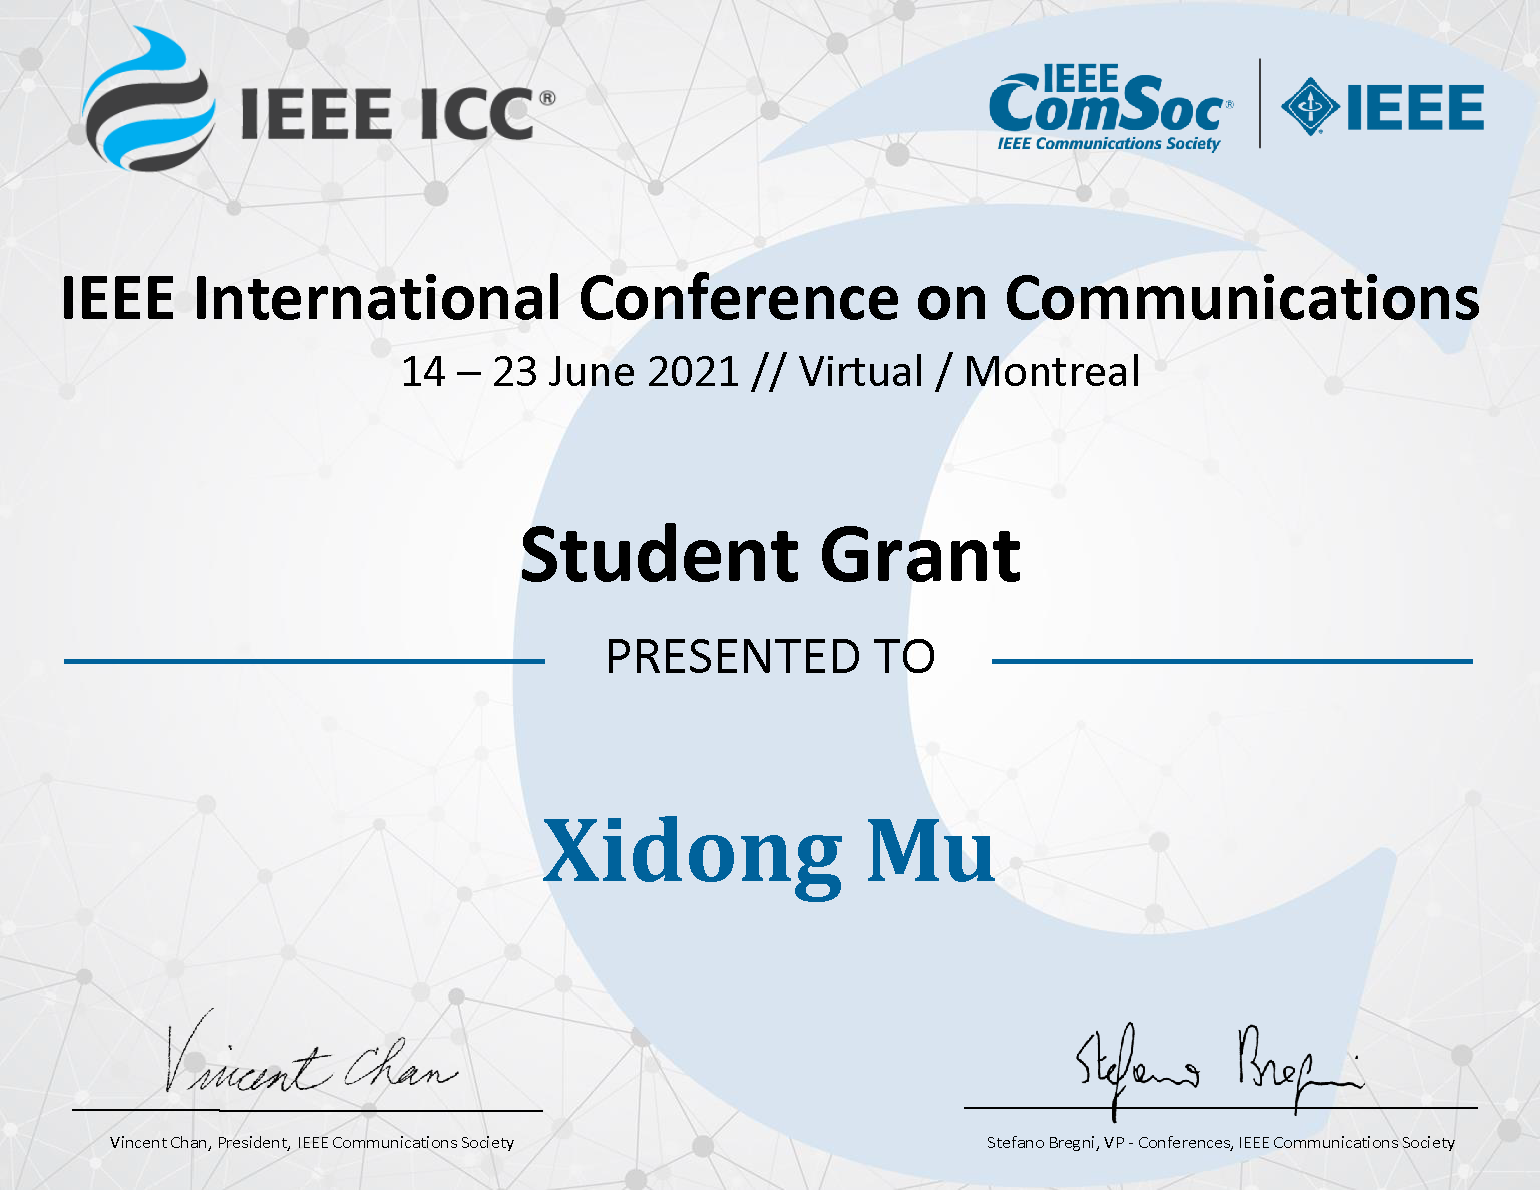 IEEE ICC®
IEEE
ComSoc®
IEEE Communications Society
IEEE
IEEE International Conference on Communications
14 – 23 June 2021 // Virtual / Montreal
Student Grant
PRESENTED TO
Xidong Mu
Vincent Chan
Stefano Bregni
Vincent Chan, President, IEEE Communications Society
Stefano Bregni, VP - Conferences, IEEE Communications Society